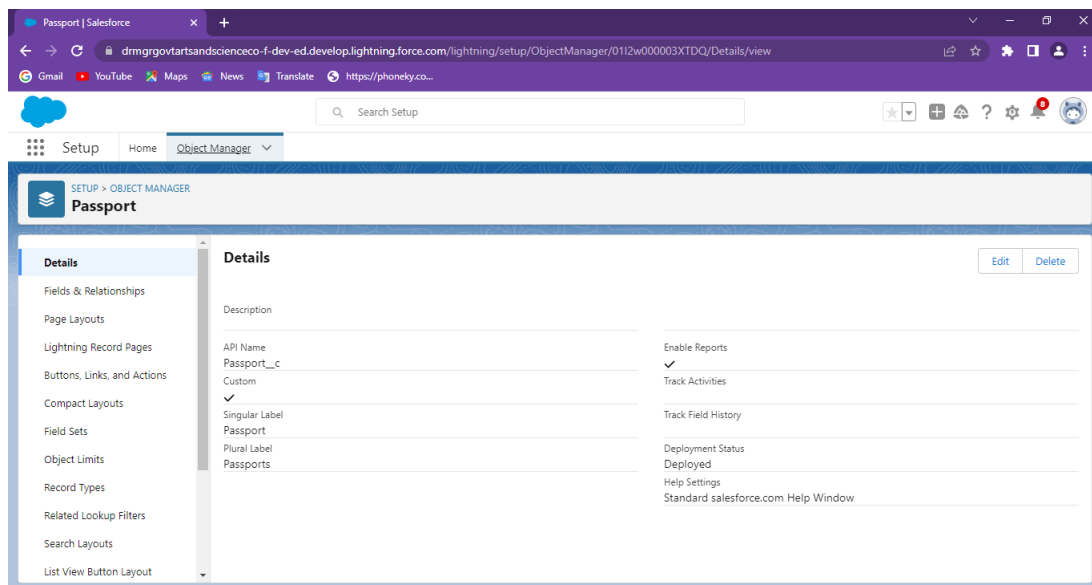 Passport | Salesforce
drmgrgovtartsandscienceco-f-dev-ed.develop.lightning.force.com/lightning/setup/ObjectManager/01I2w000003XTDQ/Details/view
Gmail YouTube Maps News Translate https://phoneky.co...
Search Setup
8
Setup Home Object Manager
SETUP > OBJECT MANAGER
Passport
Details
Fields & Relationships
Page Layouts
Lightning Record Pages
Buttons, Links, and Actions
Compact Layouts
Field Sets
Object Limits
Record Types
Related Lookup Filters
Search Layouts
List View Button Layout
Details
Edit Delete
Description
API Name
Passport__c
Custom
Singular Label
Passport
Plural Label
Passports
Enable Reports
Track Activities
Track Field History
Deployment Status
Deployed
Help Settings
Standard salesforce.com Help Window